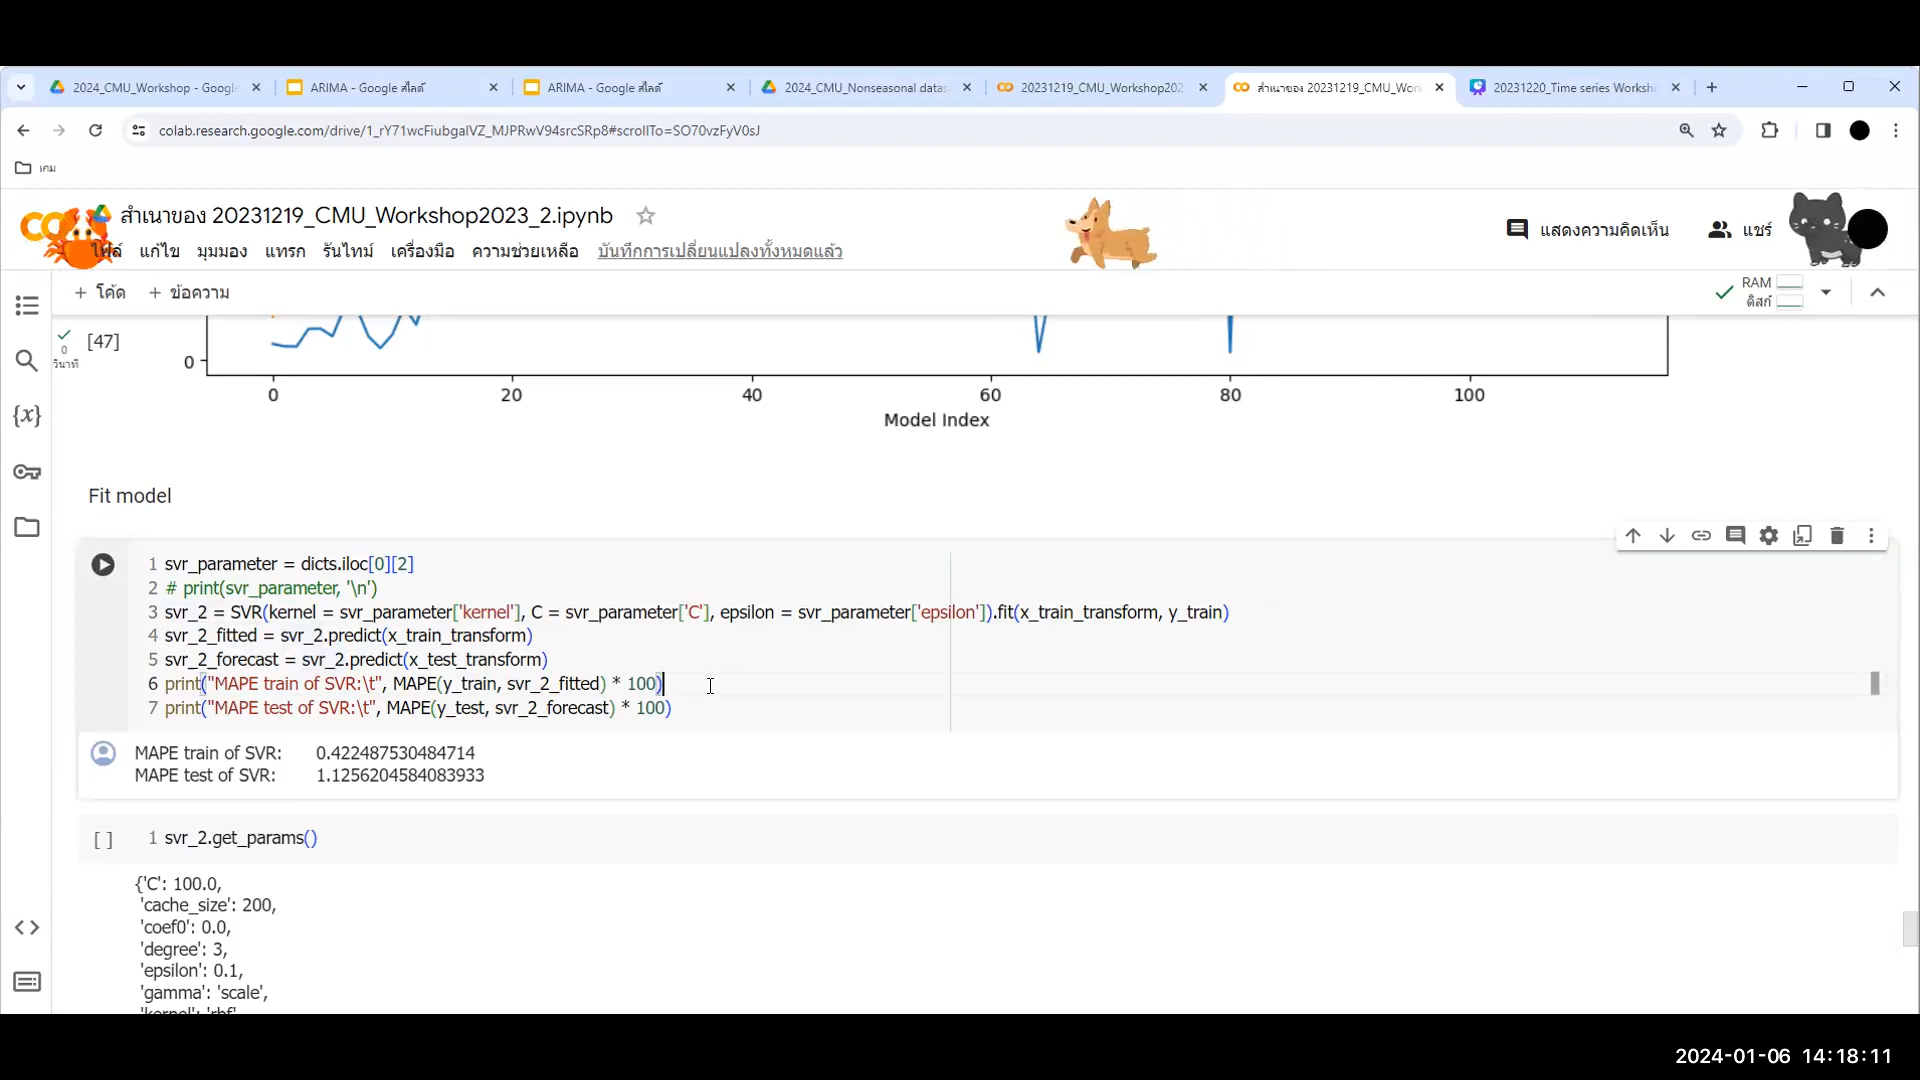 2024_CMU_Workshop - Google
ARIMA - Google สไลด์
ARIMA - Google สไลด์
2024_CMU_Nonseasonal datas
20231219_CMU_Workshop202
สำเนาของ 20231219_CMU_Wor
20231220_Time series Worksh
colab.research.google.com/drive/1_rY71wcFiubgaIVZ_MJPRwV94srcSRp8#scrollTo=SO70vzFyV0sJ
เกม
สำเนาของ 20231219_CMU_Workshop2023_2.ipynb
แสดงความคิดเห็น
แชร์
ไฟล์ แก้ไข มุมมอง แทรก รันไทม์ เครื่องมือ ความช่วยเหลือ บันทึกการเปลี่ยนแปลงทั้งหมดแล้ว
+ โค้ด + ข้อความ
RAM
ดิสก์
[47]
0
วินาที
0
0 20 40 60 80 100
Model Index
Fit model
1 svr_parameter = dicts.iloc[0][2]
2 # print(svr_parameter, '\n')
3 svr_2 = SVR(kernel = svr_parameter['kernel'], C = svr_parameter['C'], epsilon = svr_parameter['epsilon']).fit(x_train_transform, y_train)
4 svr_2_fitted = svr_2.predict(x_train_transform)
5 svr_2_forecast = svr_2.predict(x_test_transform)
6 print("MAPE train of SVR:\t", MAPE(y_train, svr_2_fitted) * 100)
7 print("MAPE test of SVR:\t", MAPE(y_test, svr_2_forecast) * 100)
MAPE train of SVR: 0.422487530484714
MAPE test of SVR: 1.1256204584083933
[ ] 1 svr_2.get_params()
{'C': 100.0,
'cache_size': 200,
'coef0': 0.0,
'degree': 3,
'epsilon': 0.1,
'gamma': 'scale',
'kernel': 'rbf',
2024-01-06 14:18:11